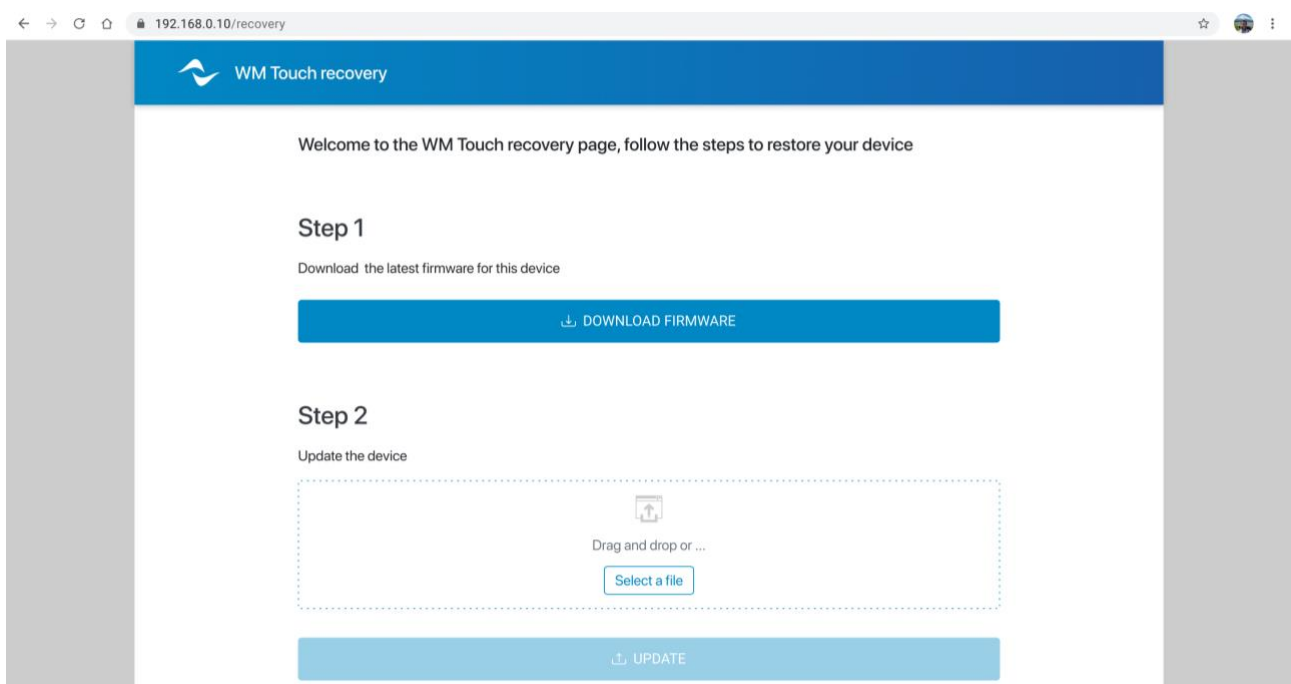 192.168.0.10/recovery
WM Touch recovery
Welcome to the WM Touch recovery page, follow the steps to restore your device
Step 1
Download the latest firmware for this device
DOWNLOAD FIRMWARE
Step 2
Update the device
Drag and drop or ...
Select a file
UPDATE